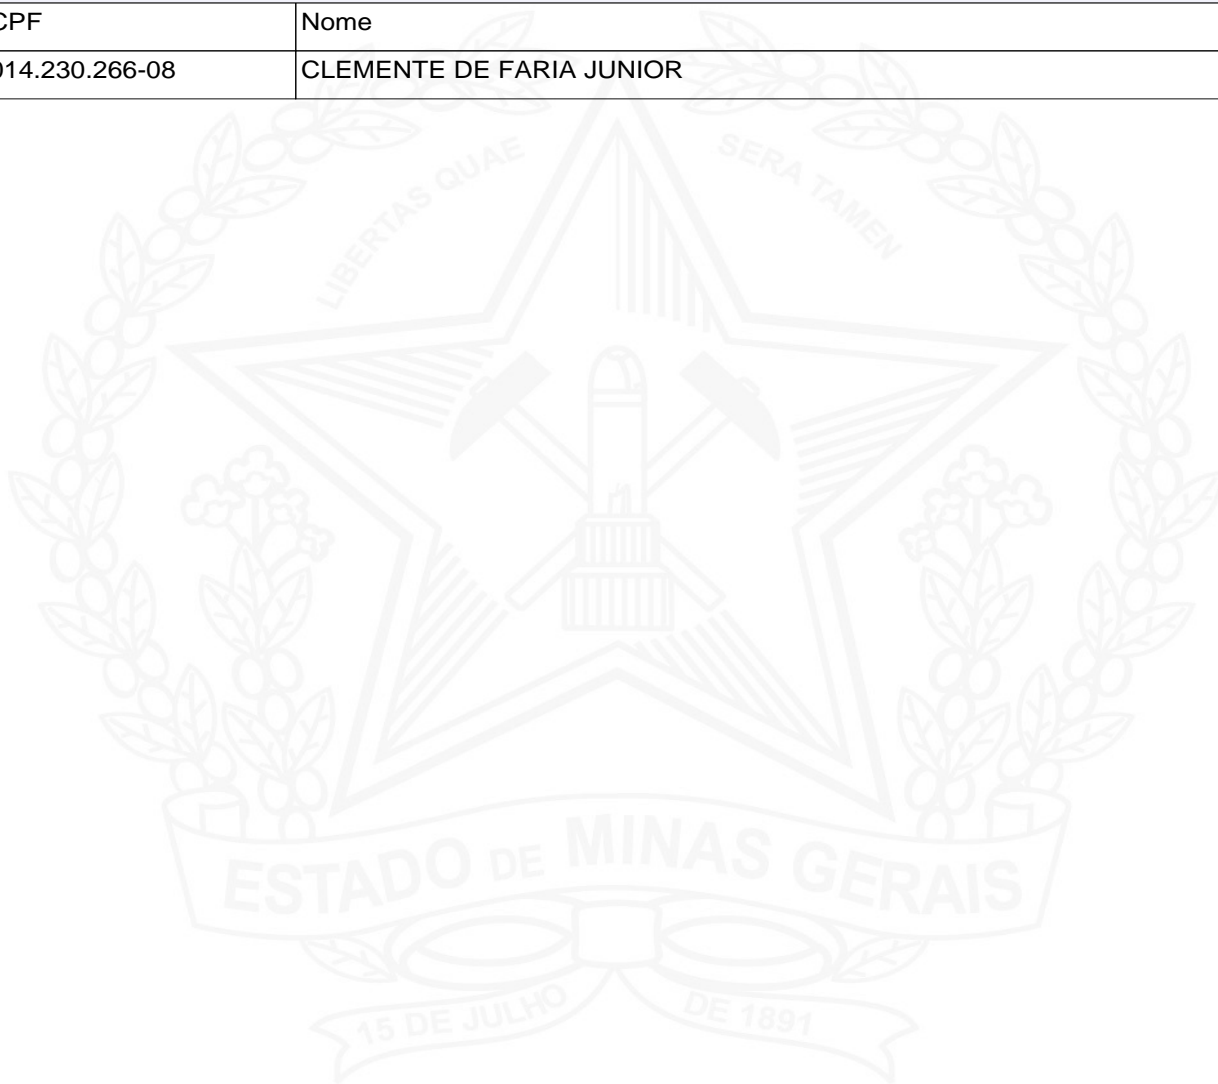 CPF Nome
014.230.266-08 CLEMENTE DE FARIA JUNIOR
LIBERTAS QUAE SERA TAMEN
ESTADO DE MINAS GERAIS
15 DE JULHO DE 1891